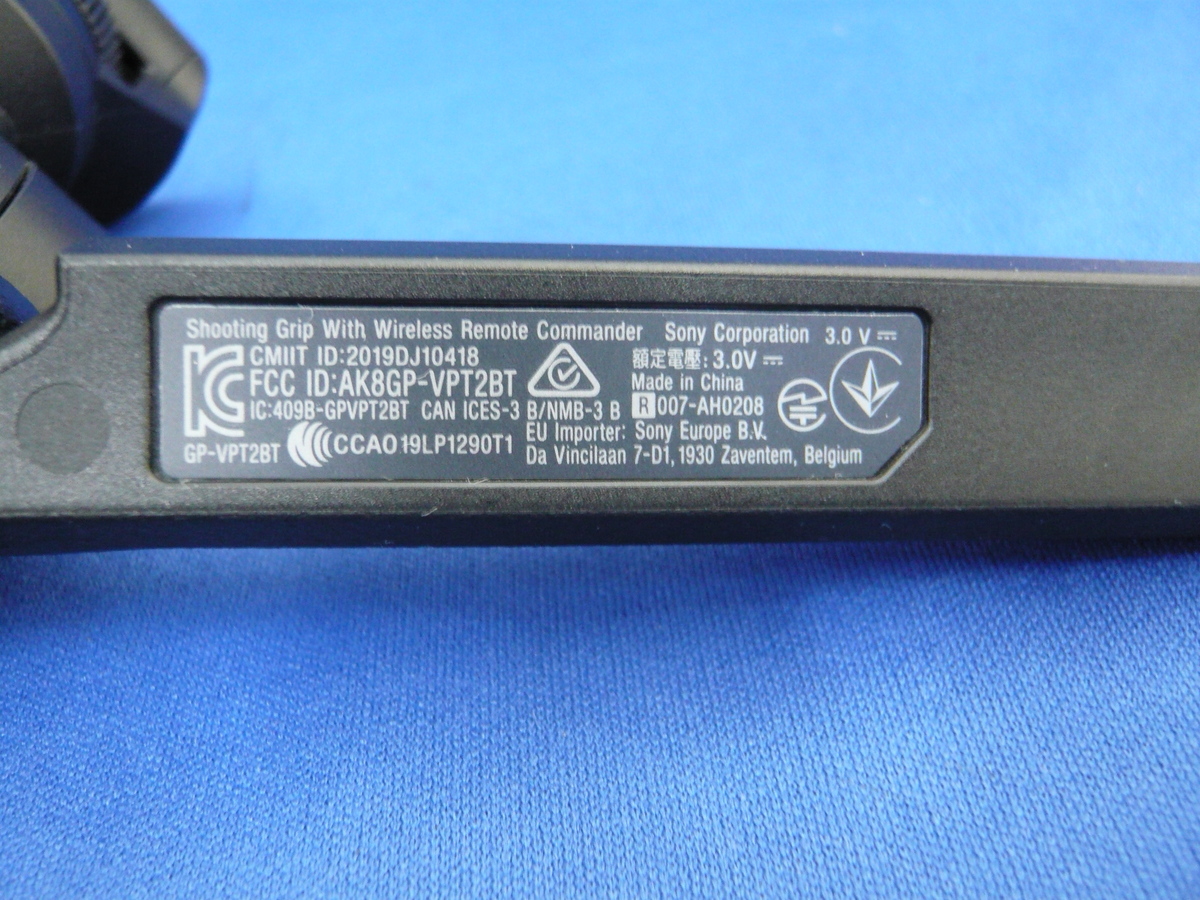 Shooting Grip With Wireless Remote Commander Sony Corporation 3.0 V
CMIIT ID:2019DJ10418 額定電壓: 3.0V
FCC ID:AK8GP-VPT2BT Made in China
IC:409B-GPVPT2BT CAN ICES-3 B/NMB-3 B R 007-AH0208
GP-VPT2BT CCAO19LP1290T1 EU Importer: Sony Europe B.V.
Da Vincilaan 7-D1, 1930 Zaventem, Belgium